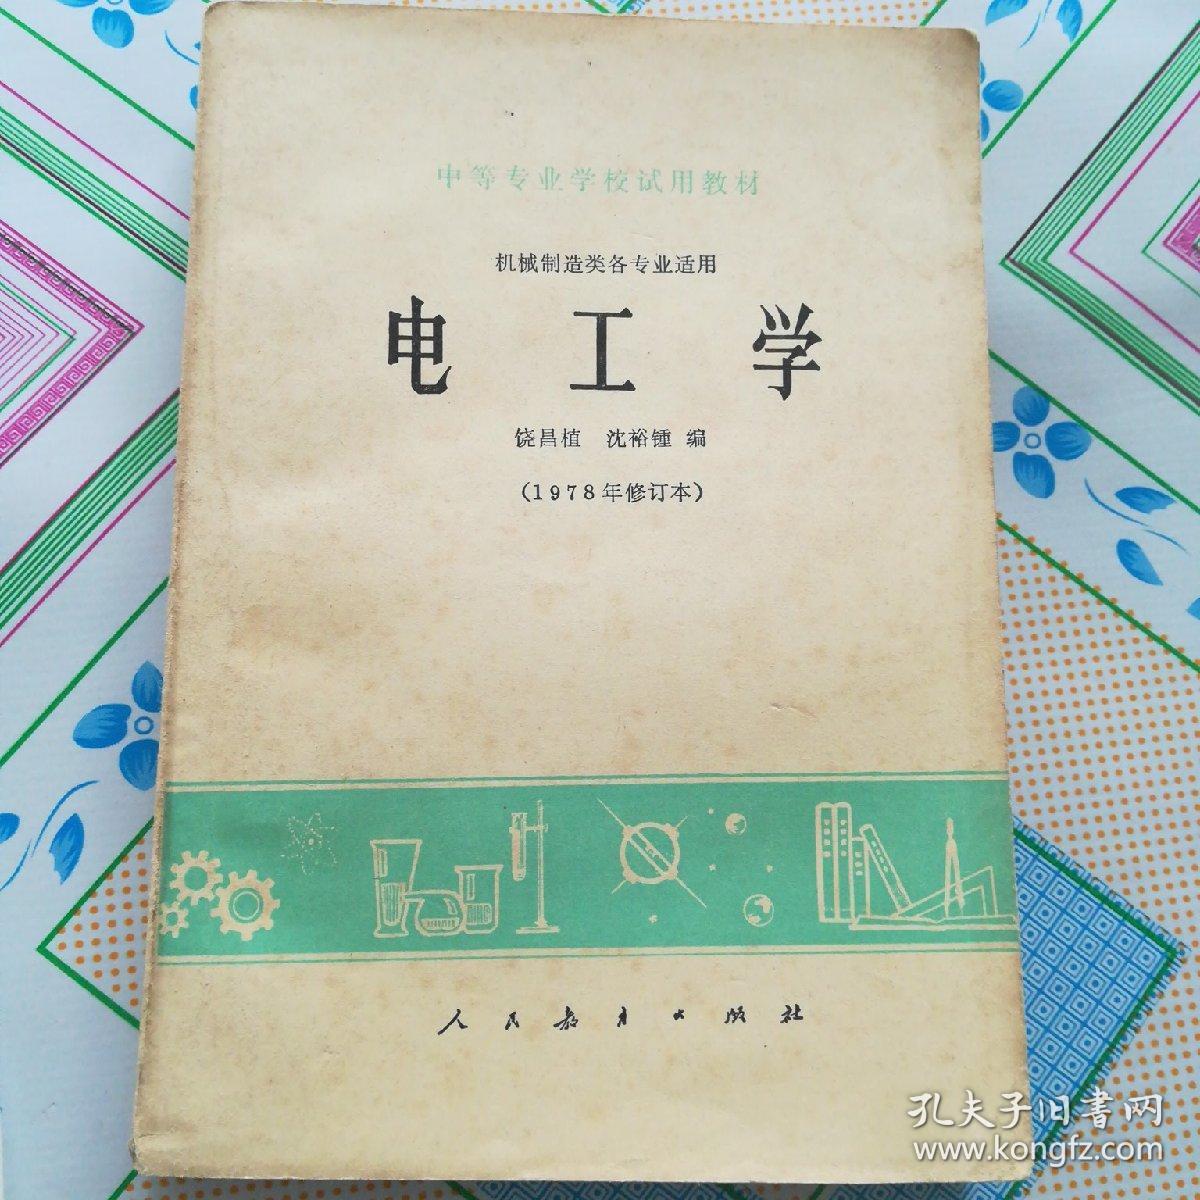 中等专业学校试用教材
机械制造类各专业适用
电工学
饶昌植 沈裕锺 编
(1978年修订本)
人民教育出版社
孔夫子旧書网
www.kongfz.com